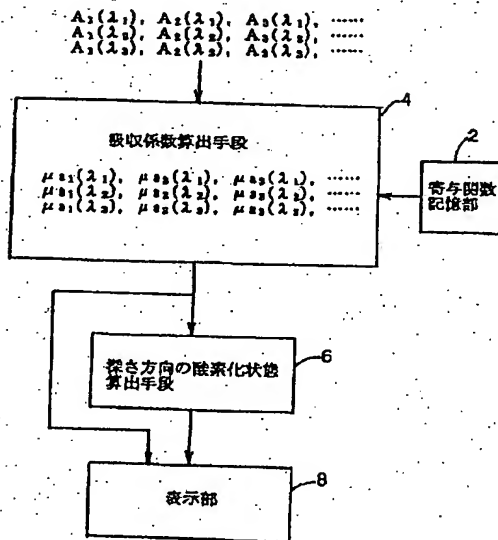 A₁(λ₁), A₂(λ₁), A₃(λ₁), ……
A₁(λ₂), A₂(λ₂), A₃(λ₂), ……
A₁(λ₃), A₂(λ₃), A₃(λ₃), ……
4
吸収係数算出手段
μa₁(λ₁), μa₂(λ₁), μa₃(λ₁), ……
μa₁(λ₂), μa₂(λ₂), μa₃(λ₂), ……
μa₁(λ₃), μa₂(λ₃), μa₃(λ₃), ……
2
寄与関数
記憶部
6
深さ方向の酸素化状態
算出手段
8
表示部